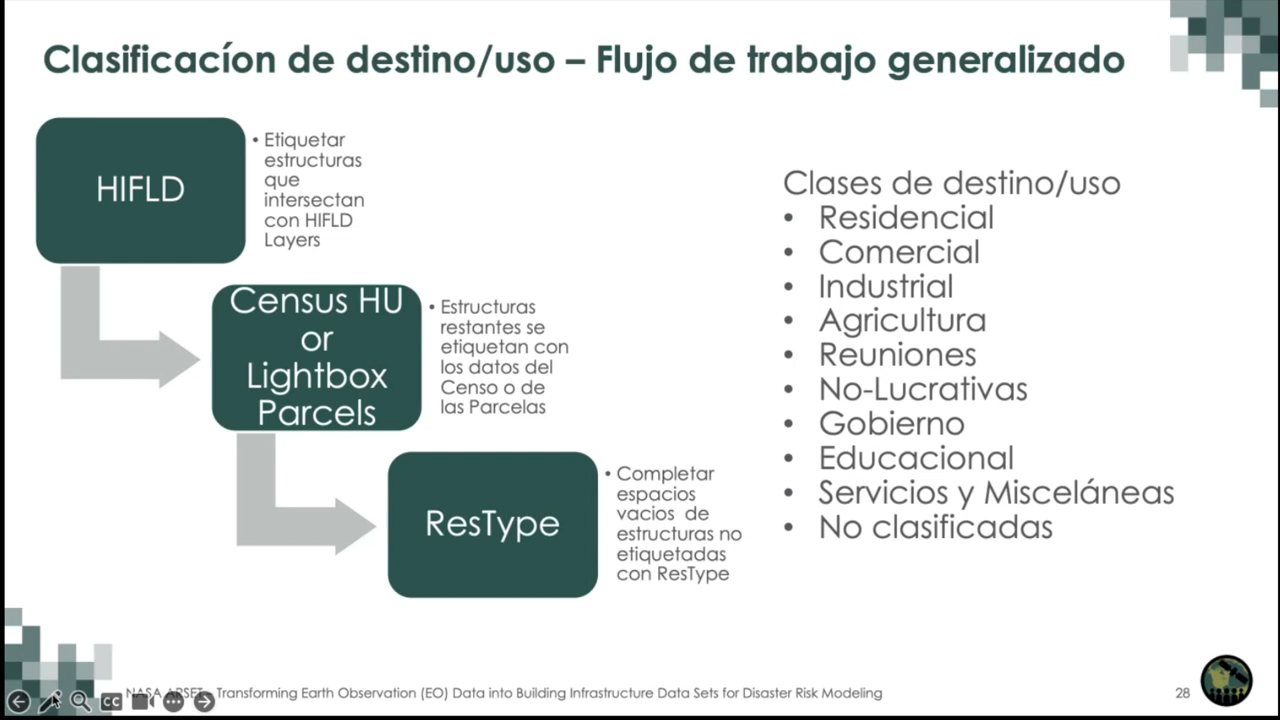 Clasificacíon de destino/uso – Flujo de trabajo generalizado
HIFLD
• Etiquetar
estructuras
que
intersectan
con HIFLD
Layers
Census HU
or
Lightbox
Parcels
• Estructuras
restantes se
etiquetan con
los datos del
Censo o de
las Parcelas
ResType
• Completar
espacios
vacios de
estructuras no
etiquetadas
con ResType
Clases de destino/uso
• Residencial
• Comercial
• Industrial
• Agricultura
• Reuniones
• No-Lucrativas
• Gobierno
• Educacional
• Servicios y Misceláneas
• No clasificadas
NASA ARSET - Transforming Earth Observation (EO) Data into Building Infrastructure Data Sets for Disaster Risk Modeling
28
CC